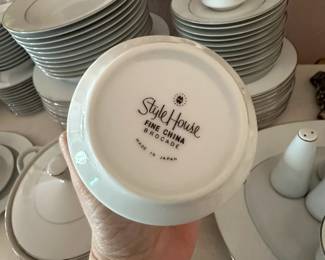 Style House
FINE CHINA
BROCADE
MADE IN JAPAN